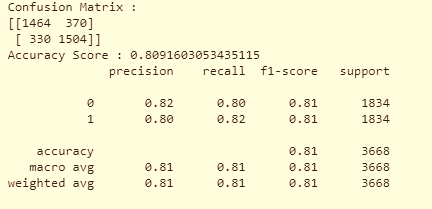 Confusion Matrix :
[[1464  370]
 [ 330 1504]]
Accuracy Score : 0.8091603053435115
              precision    recall  f1-score   support

           0       0.82      0.80      0.81      1834
           1       0.80      0.82      0.81      1834

    accuracy                           0.81      3668
   macro avg       0.81      0.81      0.81      3668
weighted avg       0.81      0.81      0.81      3668